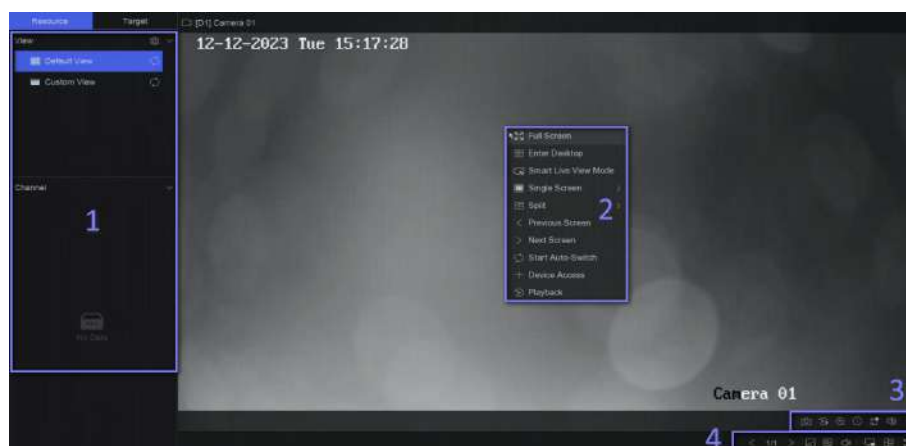 Resource Target [D1] Camera 01
View
12-12-2023 Tue 15:17:28
Default View
Custom View
Full Screen
Enter Desktop
Smart Live View Mode
Channel
Single Screen
1
Split
2
Previous Screen
Next Screen
Start Auto-Switch
Device Access
Playback
No Data
Camera 01
3
4
1/1